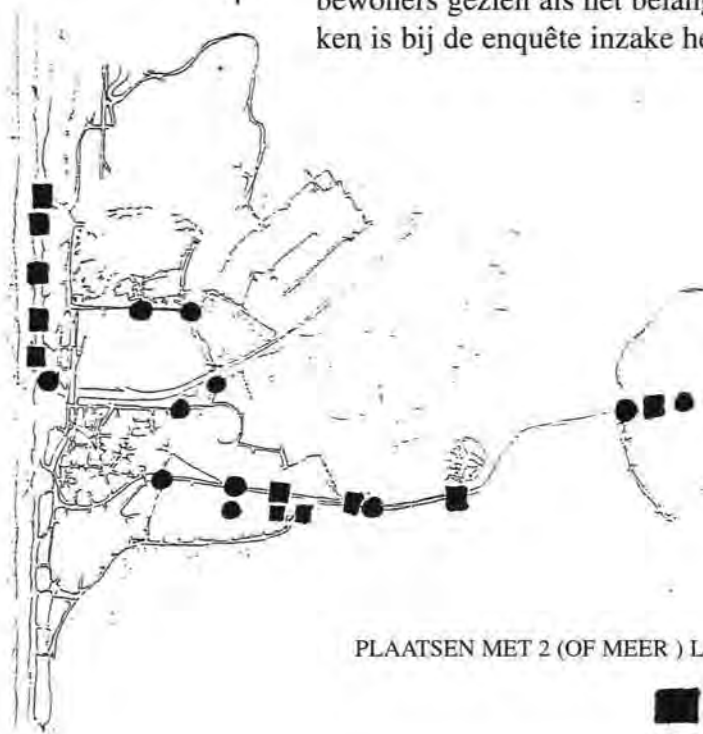 bewoners gezien als het belang
ken is bij de enquête inzake he
PLAATSEN MET 2 (OF MEER ) L